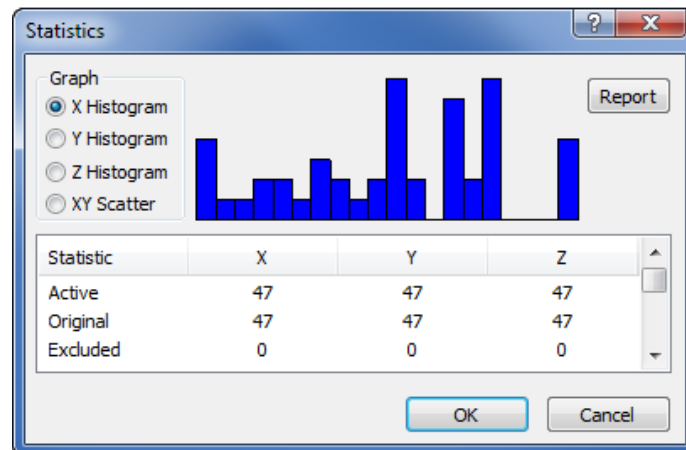 Statistics
Graph
X Histogram
Y Histogram
Z Histogram
XY Scatter
Report
Statistic X Y Z
Active 47 47 47
Original 47 47 47
Excluded 0 0 0
OK Cancel